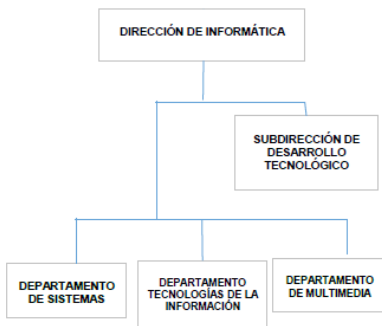 DIRECCIÓN DE INFORMÁTICA
SUBDIRECCIÓN DE
DESARROLLO
TECNOLÓGICO
DEPARTAMENTO
DE SISTEMAS
DEPARTAMENTO
TECNOLOGÍAS DE LA
INFORMACIÓN
DEPARTAMENTO
DE MULTIMEDIA